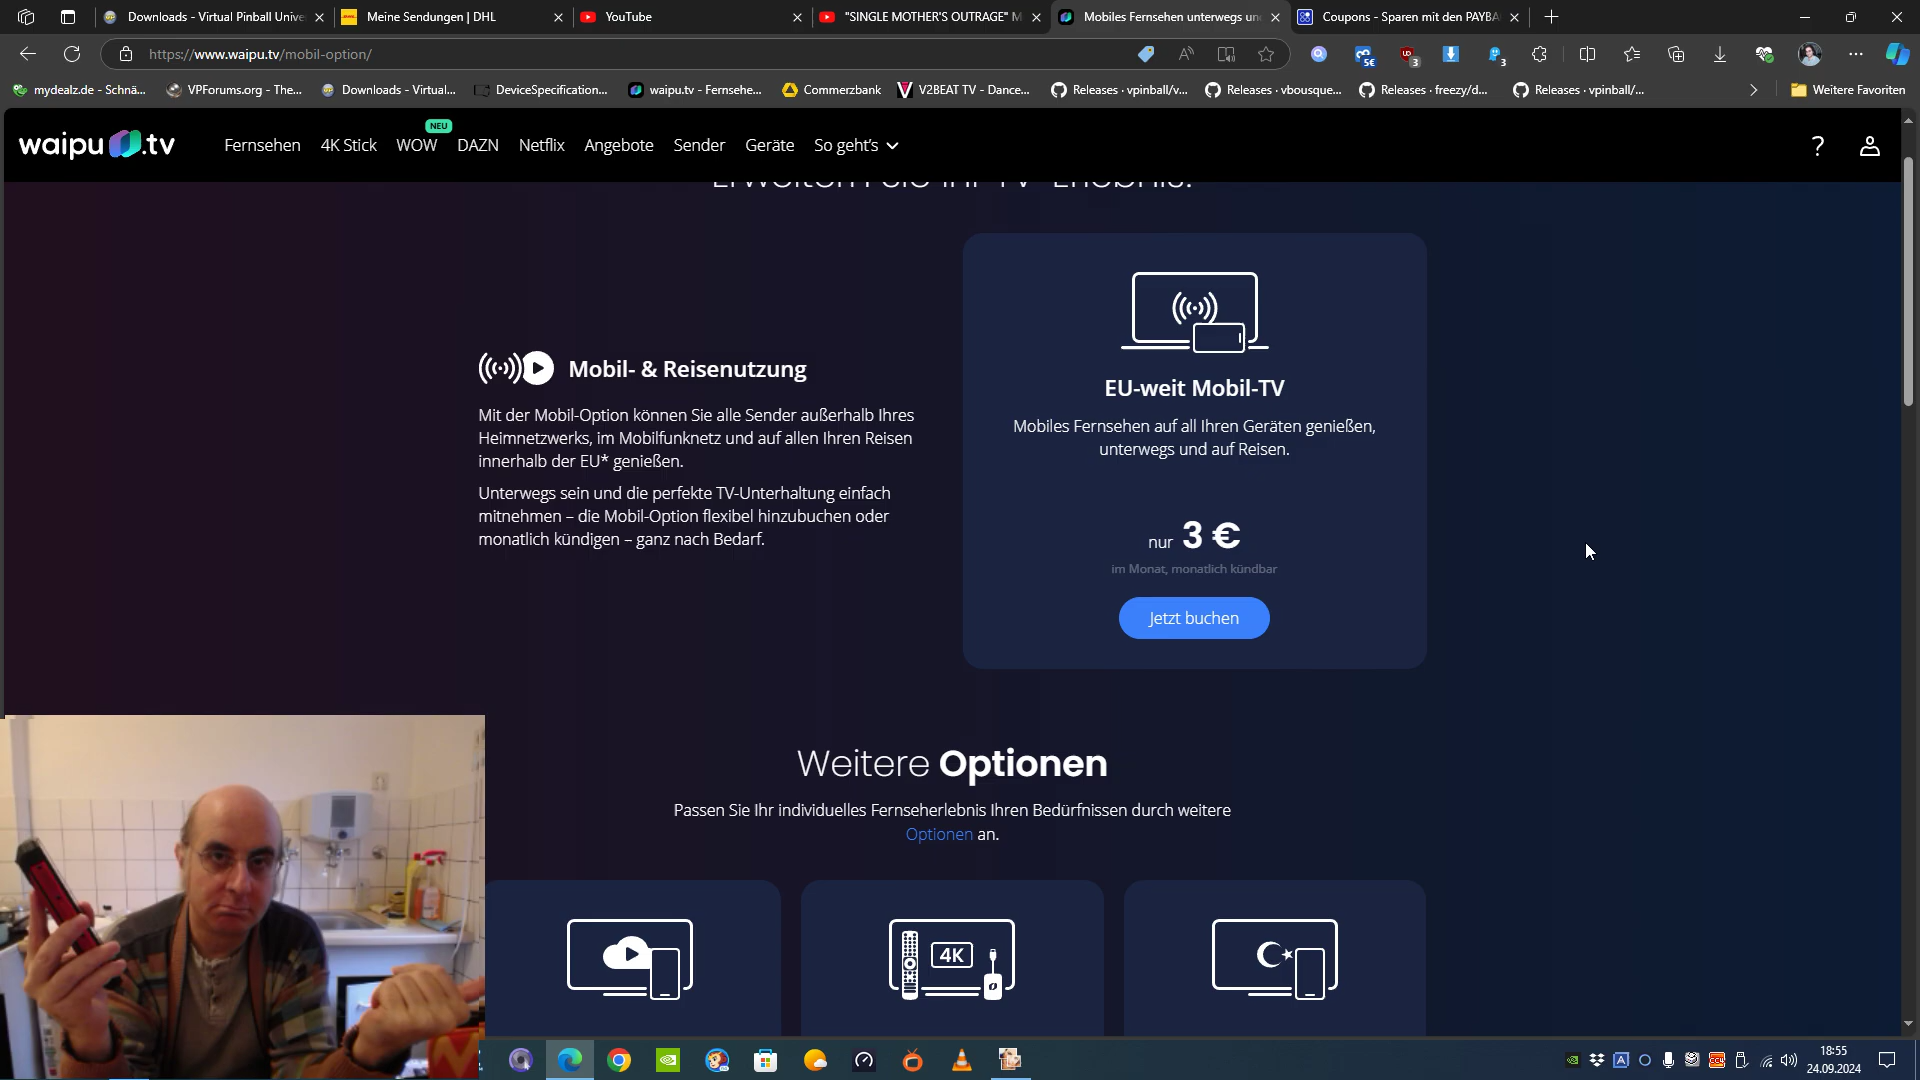 Downloads - Virtual Pinball Unive
Meine Sendungen | DHL
YouTube
"SINGLE MOTHER'S OUTRAGE" M
Mobiles Fernsehen unterwegs un
Coupons - Sparen mit den PAYBA
https://www.waipu.tv/mobil-option/
5€
3
3
mydealz.de - Schnä...
VPForums.org - The...
Downloads - Virtual...
DeviceSpecification...
waipu.tv - Fernsehe...
Commerzbank
V2BEAT TV - Dance...
Releases · vpinball/v...
Releases · vbousque...
Releases · freezy/d...
Releases · vpinball/...
Weitere Favoriten
waipu.tv
Fernsehen
4K Stick
NEU
WOW
DAZN
Netflix
Angebote
Sender
Geräte
So geht's
?
Erweitern Sie Ihr TV-Erlebnis!
Mobil- & Reisenutzung
Mit der Mobil-Option können Sie alle Sender außerhalb Ihres
Heimnetzwerks, im Mobilfunknetz und auf allen Ihren Reisen
innerhalb der EU* genießen.
Unterwegs sein und die perfekte TV-Unterhaltung einfach
mitnehmen – die Mobil-Option flexibel hinzubuchen oder
monatlich kündigen – ganz nach Bedarf.
EU-weit Mobil-TV
Mobiles Fernsehen auf all Ihren Geräten genießen,
unterwegs und auf Reisen.
nur 3 €
im Monat, monatlich kündbar
Jetzt buchen
Weitere Optionen
Passen Sie Ihr individuelles Fernseherlebnis Ihren Bedürfnissen durch weitere
Optionen an.
4K
18:55
24.09.2024